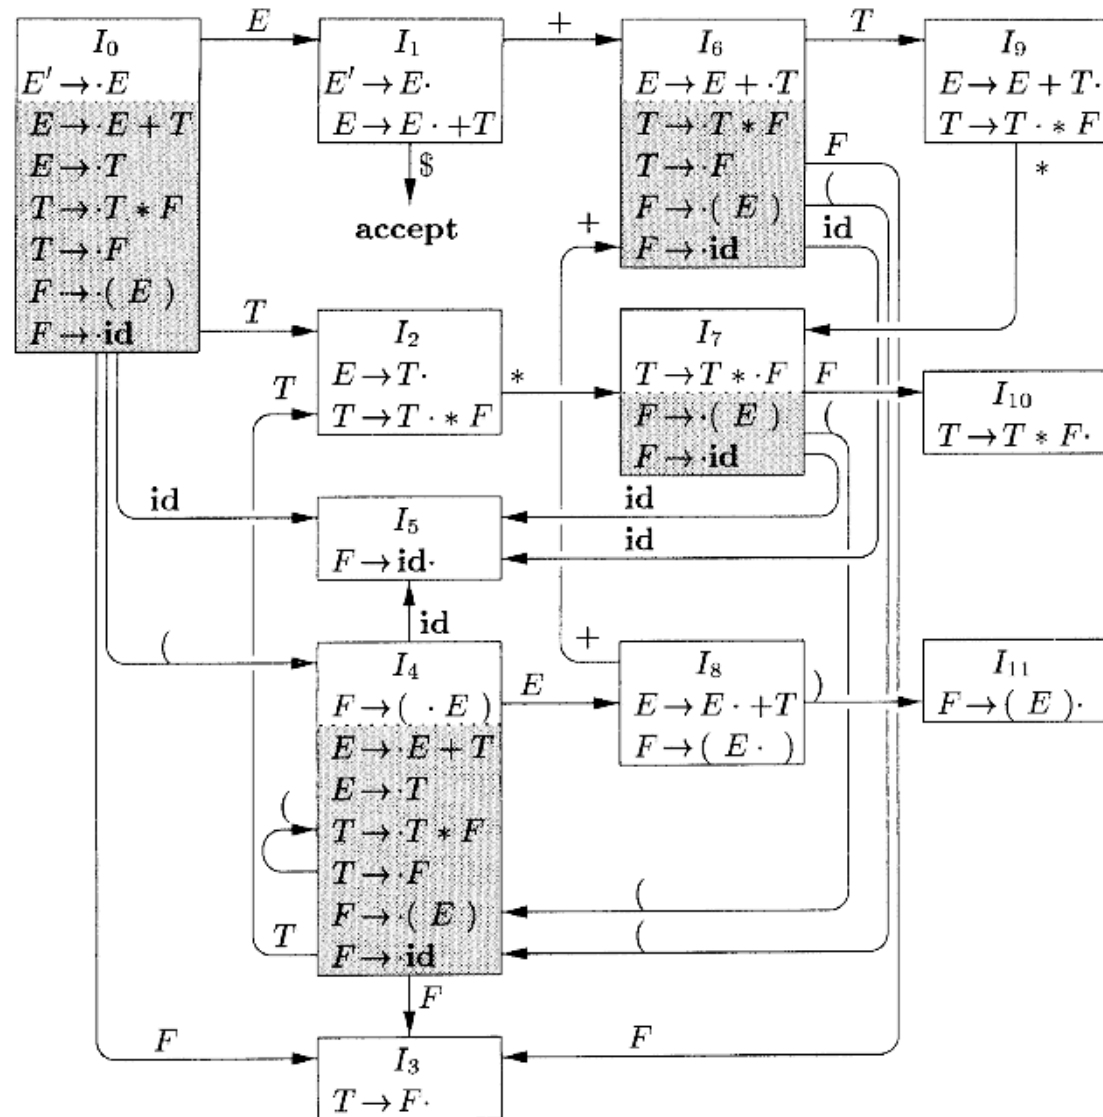 I₀
E′ → ·E
E → ·E + T
E → ·T
T → ·T * F
T → ·F
F → ·( E )
F → ·id
E
I₁
E′ → E·
E → E · +T
$
accept
+
I₆
E → E + ·T
T → ·T * F
T → ·F
F → ·( E )
F → ·id
T
I₉
E → E + T·
T → T · * F
F
(
id
*
+
T
I₂
E → T·
T → T · * F
T
*
I₇
T → T * ·F
F → ·( E )
F → ·id
F
(
I₁₀
T → T * F·
id
I₅
F → id·
id
id
id
(
I₄
F → ( · E )
E → ·E + T
E → ·T
T → ·T * F
T → ·F
F → ·( E )
F → ·id
E
+
I₈
E → E · +T
F → ( E · )
)
I₁₁
F → ( E )·
(
(
(
T
F
F
I₃
T → F·
F